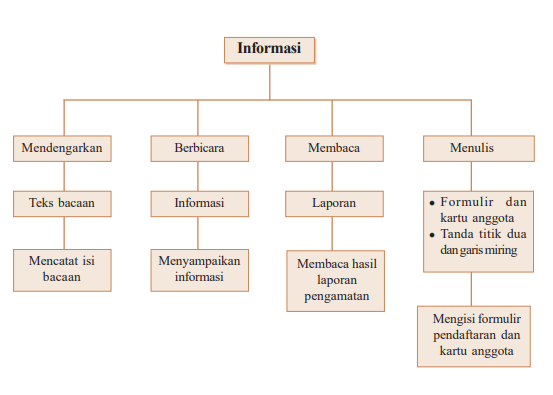 Informasi
Mendengarkan
Berbicara
Membaca
Menulis
Teks bacaan
Informasi
Laporan
• Formulir dan
kartu anggota
• Tanda titik dua
dan garis miring
Mencatat isi
bacaan
Menyampaikan
informasi
Membaca hasil
laporan
pengamatan
Mengisi formulir
pendaftaran dan
kartu anggota